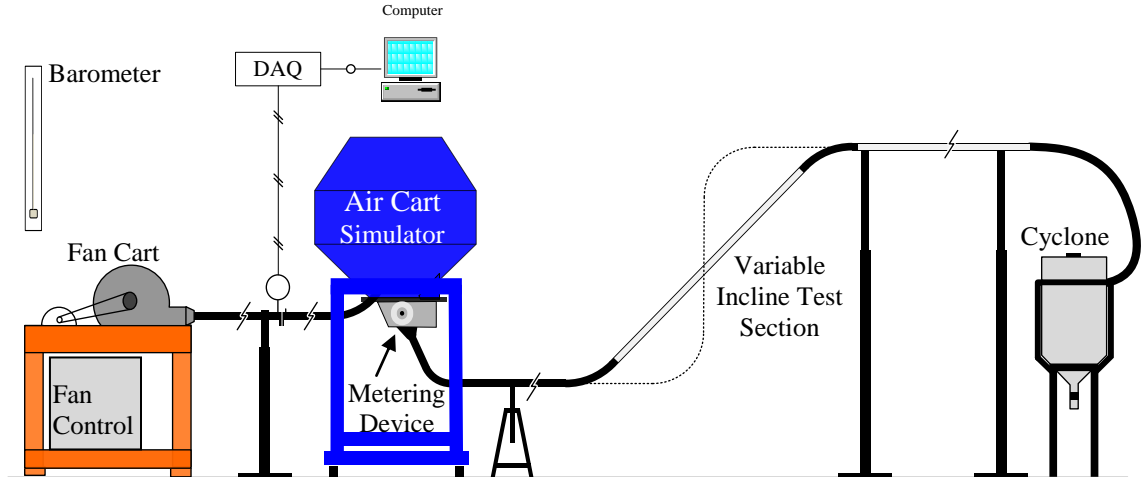 Computer
Barometer
DAQ
Air Cart
Simulator
Fan Cart
Cyclone
Variable
Incline Test
Section
Metering
Device
Fan
Control